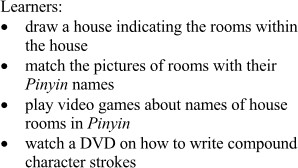 Learners:
• draw a house indicating the rooms within
the house
• match the pictures of rooms with their
Pinyin names
• play video games about names of house
rooms in Pinyin
• watch a DVD on how to write compound
character strokes